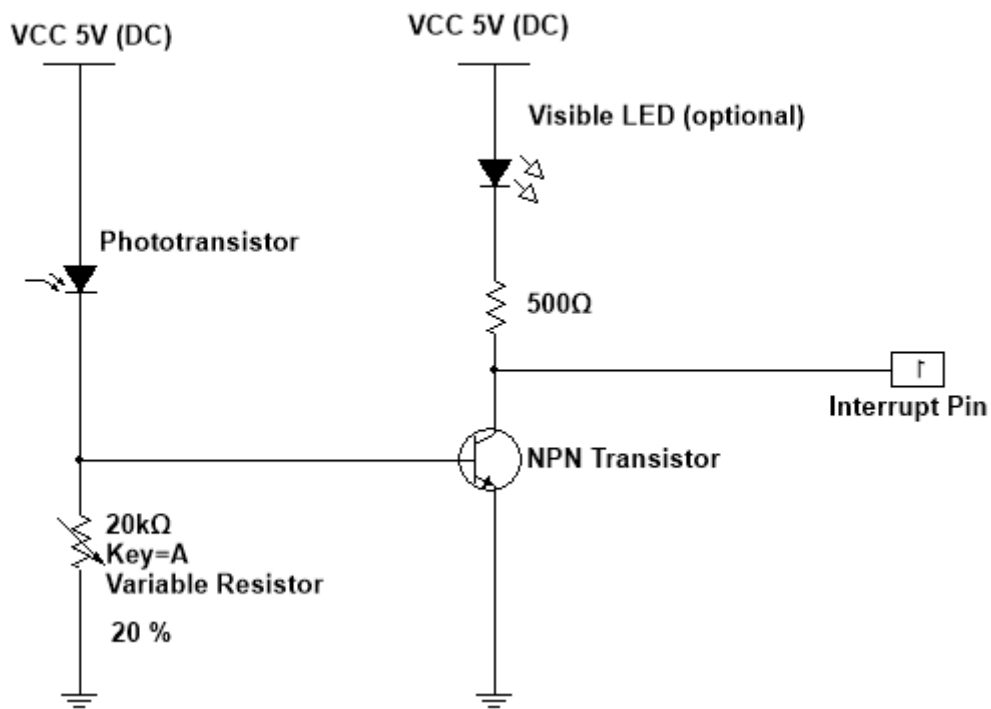 VCC 5V (DC)
VCC 5V (DC)
Visible LED (optional)
Phototransistor
500Ω
Interrupt Pin
NPN Transistor
20kΩ
Key=A
Variable Resistor
20 %